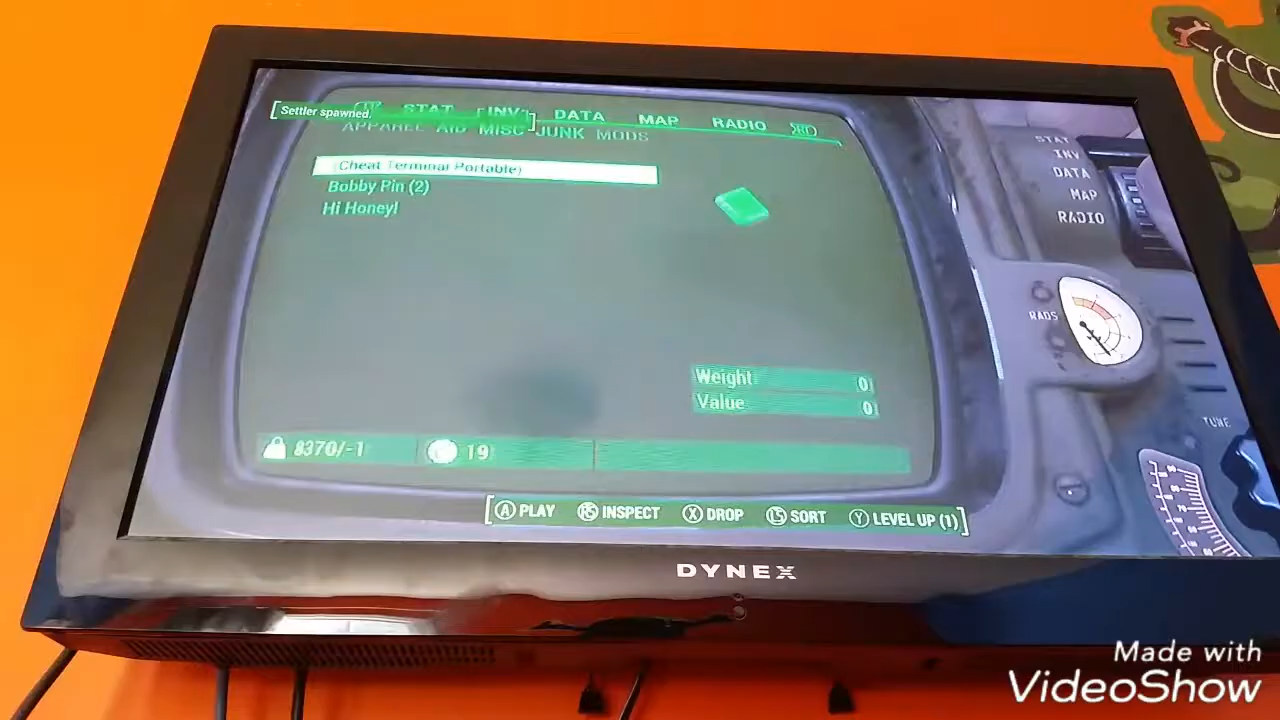 Settler spawned.
STAT INV DATA MAP RADIO
APPAREL AID MISC JUNK MODS
(Cheat Terminal Portable)
Bobby Pin (2)
Hi Honey!
Weight 0
Value 0
8370/-1 19
A PLAY RS INSPECT X DROP LS SORT Y LEVEL UP (1)
STAT
INV
DATA
MAP
RADIO
RADS
TUNE
DYNEX
Made with
VideoShow